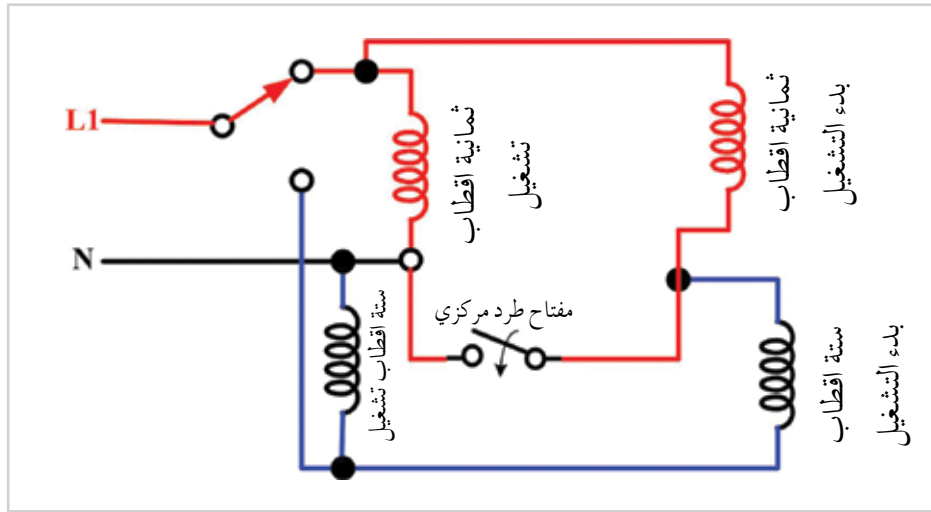 L1
ثمانية اقطاب
تشغيل
ثمانية اقطاب
بدء التشغيل
N
ستة اقطاب تشغيل
مفتاح طرد مركزي
ستة اقطاب
بدء التشغيل